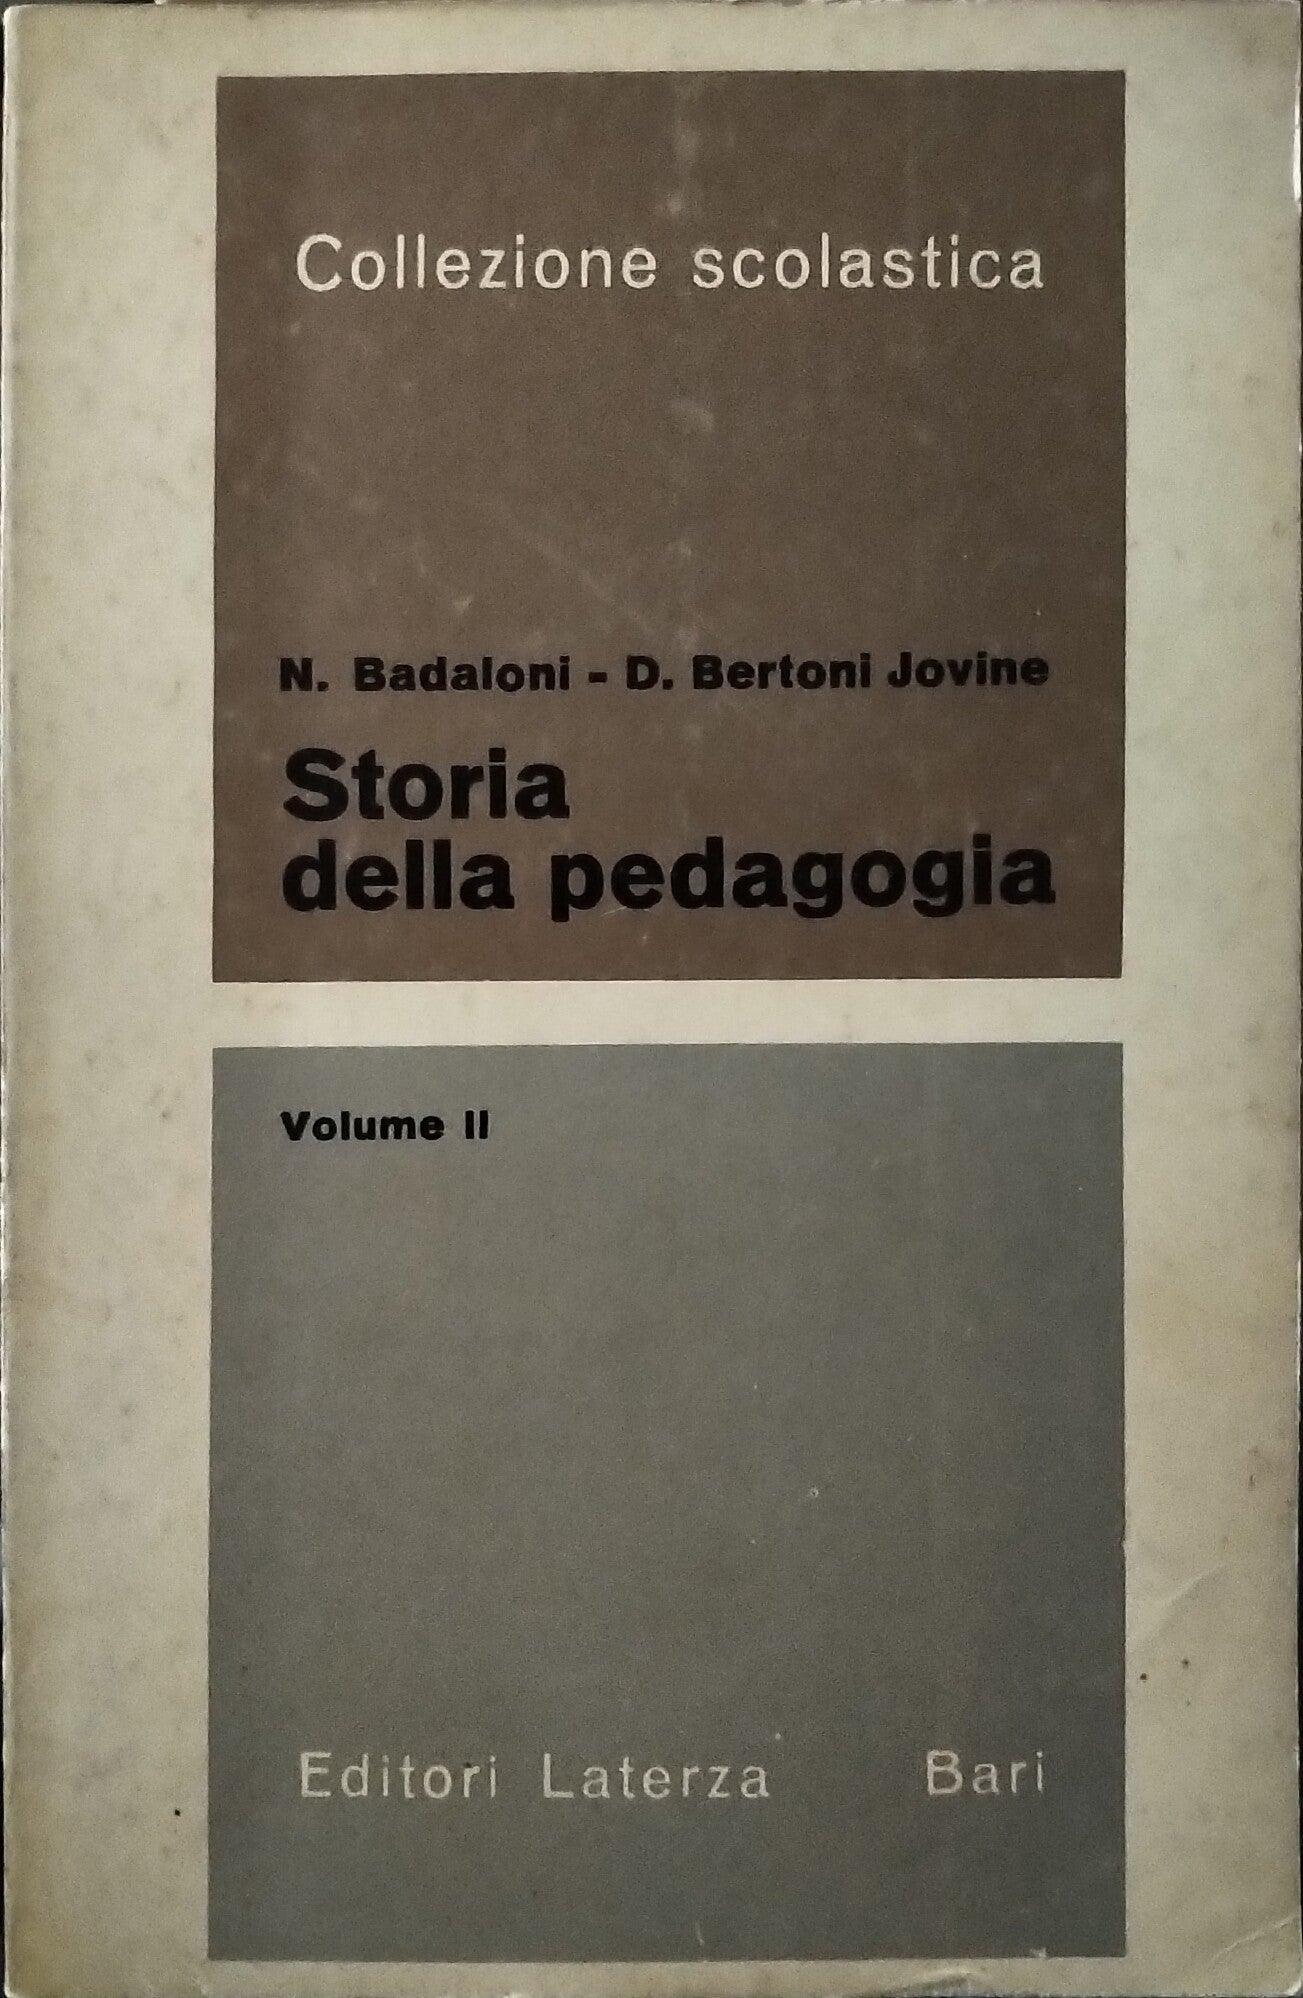 Collezione scolastica
N. Badaloni - D. Bertoni Jovine
Storia
della pedagogia
Volume II
Editori Laterza Bari